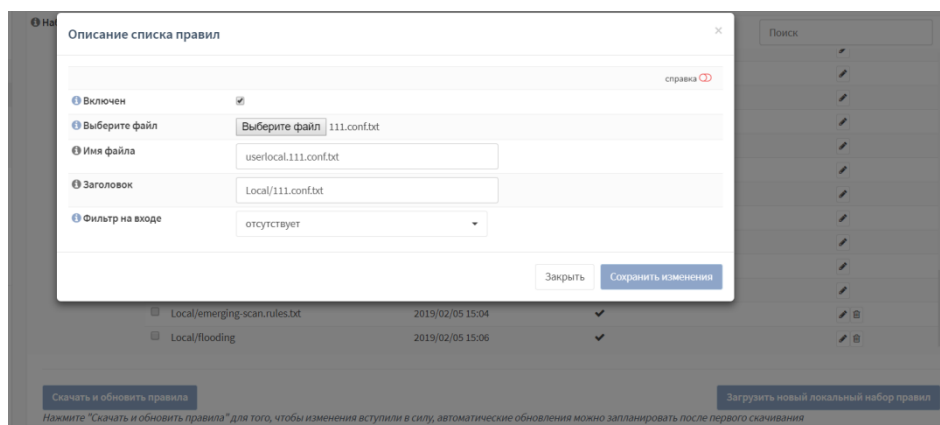 На
Описание списка правил
×
Поиск
справка
Включен
Выберите файл
Выберите файл 111.conf.txt
Имя файла
userlocal.111.conf.txt
Заголовок
Local/111.conf.txt
Фильтр на входе
отсутствует
Закрыть Сохранить изменения
Local/emerging-scan.rules.txt 2019/02/05 15:04
Local/flooding 2019/02/05 15:06
Скачать и обновить правила Загрузить новый локальный набор правил
Нажмите "Скачать и обновить правила" для того, чтобы изменения вступили в силу, автоматические обновления можно запланировать после первого скачивания